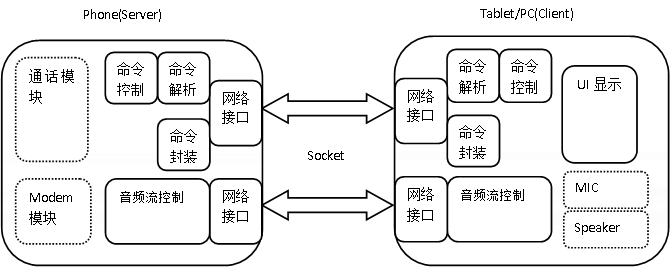 Phone(Server)
Tablet/PC(Client)
通话模
块
命令
控制
命令
解析
网络
接口
命令
封装
Modem
模块
音频流控制
网络
接口
Socket
网络
接口
命令
解析
命令
控制
命令
封装
UI 显示
网络
接口
音频流控制
MIC
Speaker